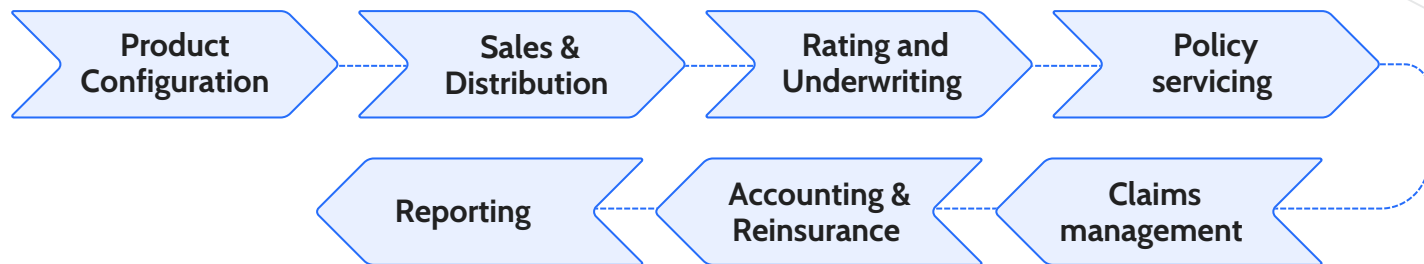 Product
Configuration
Sales &
Distribution
Rating and
Underwriting
Policy
servicing
Claims
management
Accounting &
Reinsurance
Reporting